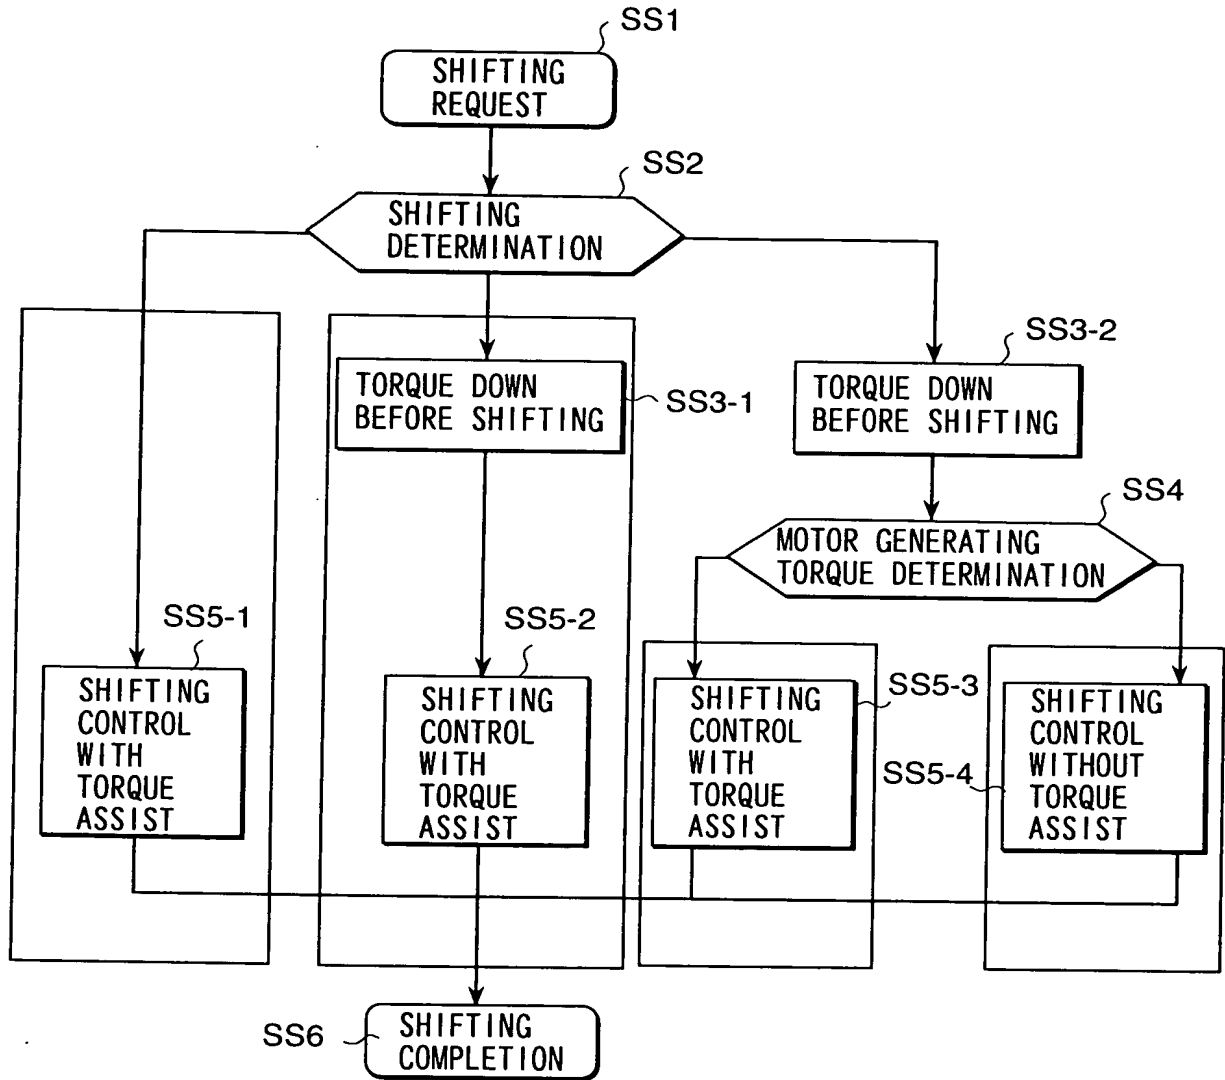 SS1
SHIFTING
REQUEST
SS2
SHIFTING
DETERMINATION
SS3-2
TORQUE DOWN
BEFORE SHIFTING
SS3-1
TORQUE DOWN
BEFORE SHIFTING
SS4
MOTOR GENERATING
TORQUE DETERMINATION
SS5-1
SHIFTING
CONTROL
WITH
TORQUE
ASSIST
SS5-2
SHIFTING
CONTROL
WITH
TORQUE
ASSIST
SS5-3
SHIFTING
CONTROL
WITH
TORQUE
ASSIST
SS5-4
SHIFTING
CONTROL
WITHOUT
TORQUE
ASSIST
SS6
SHIFTING
COMPLETION